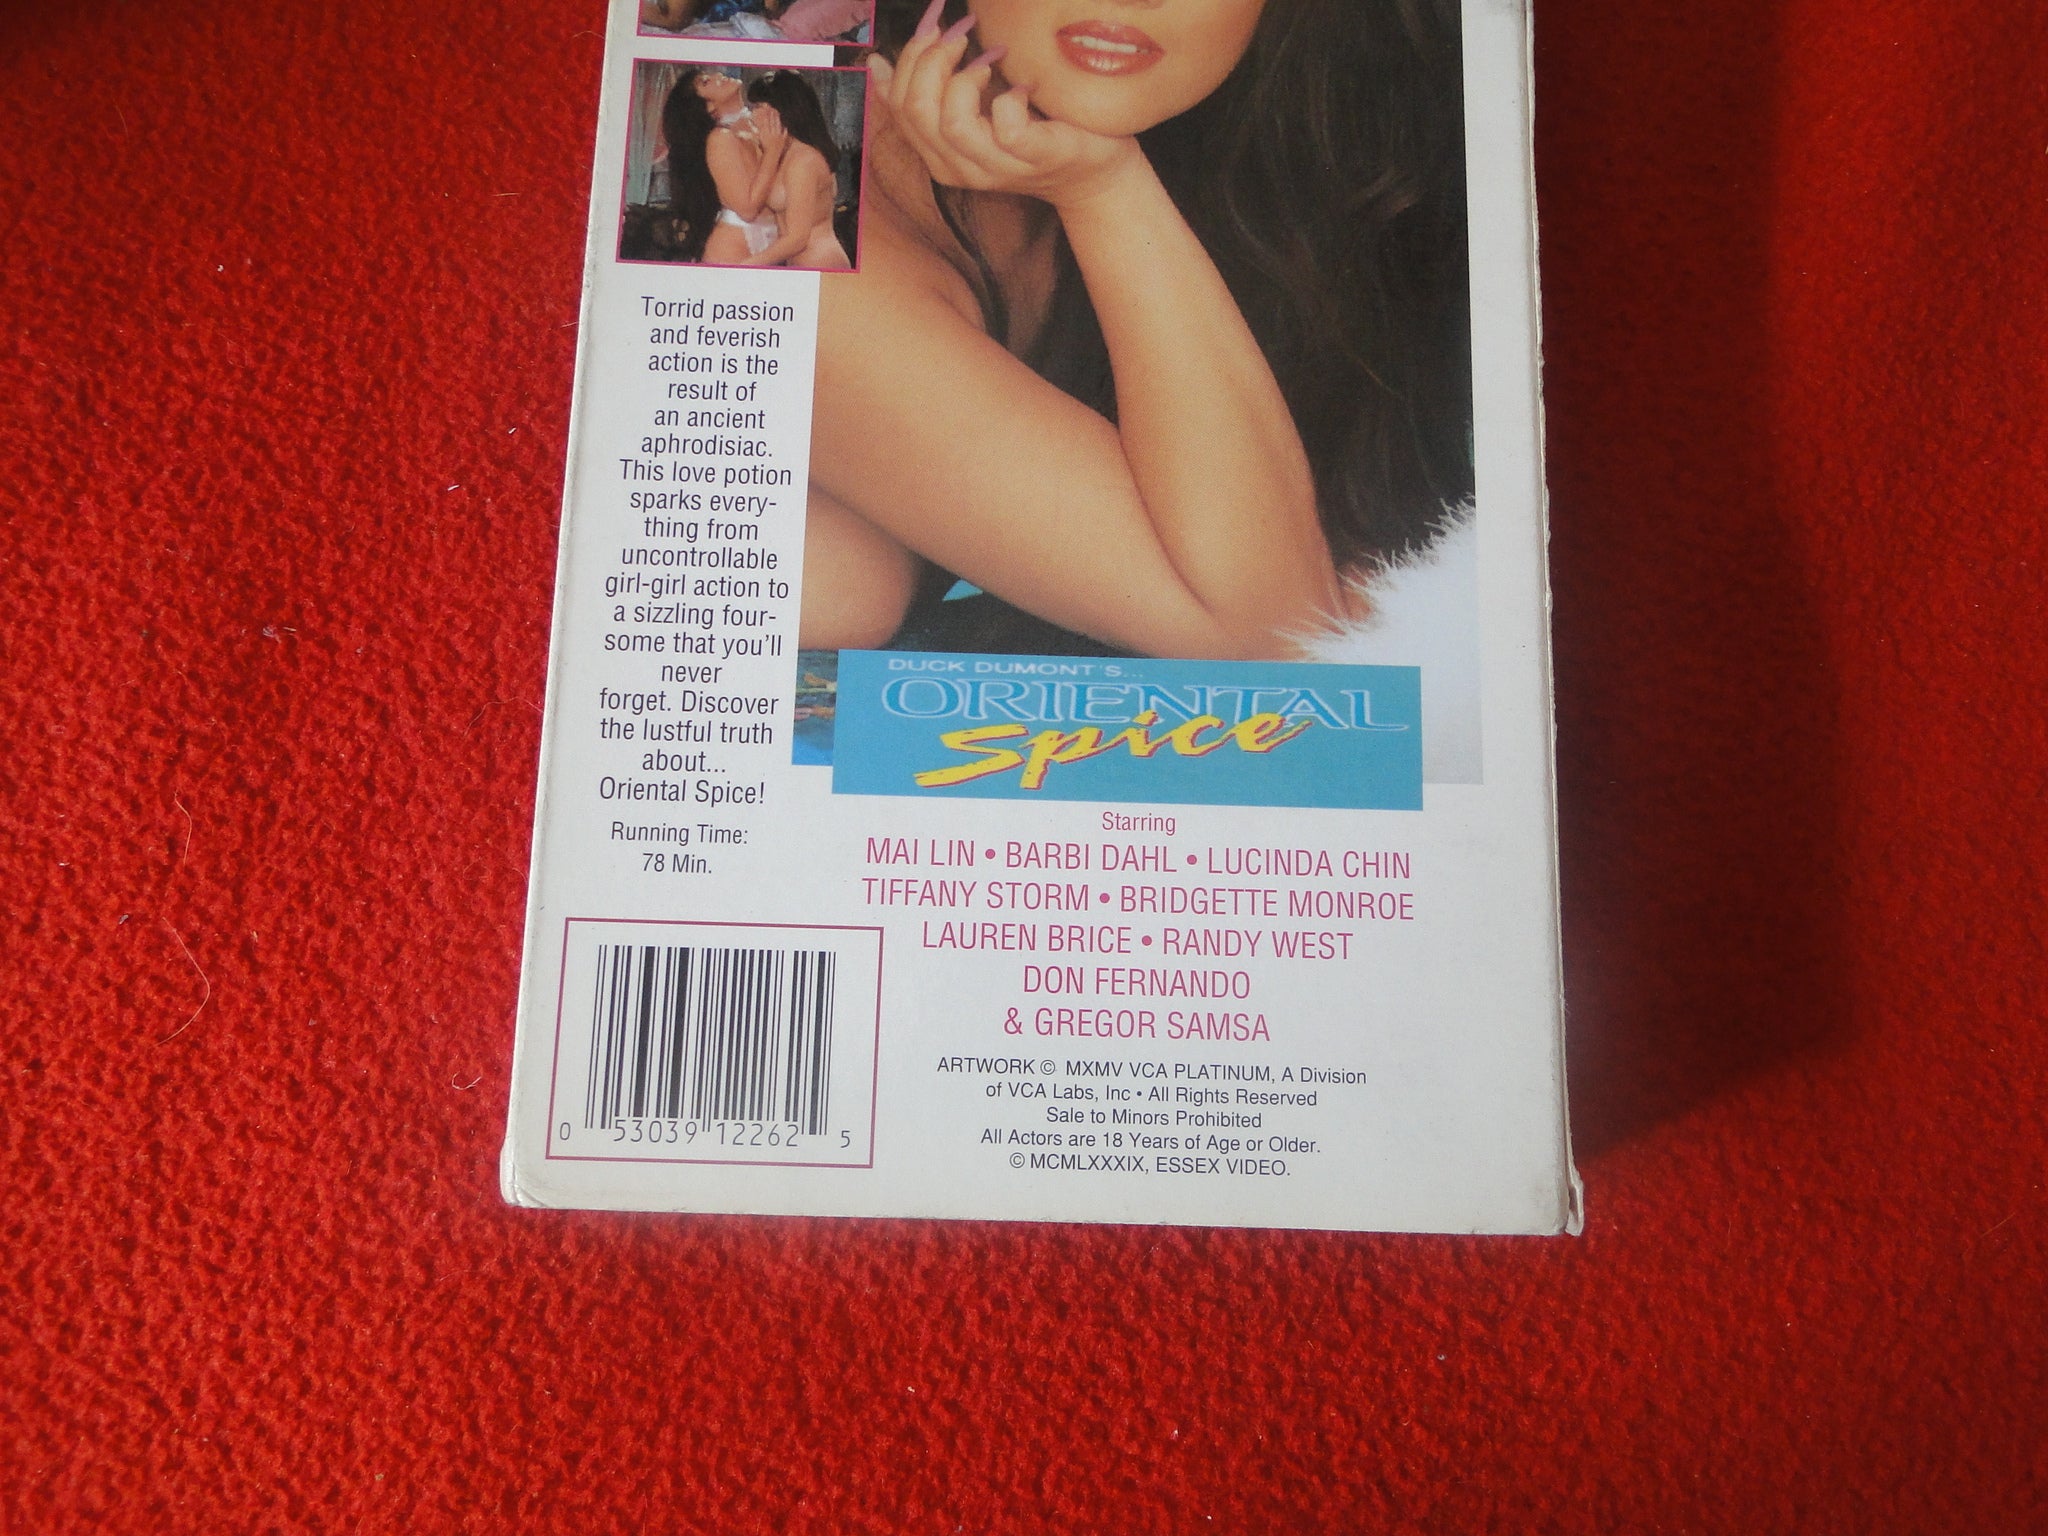 Torrid passion
and feverish
action is the
result of
an ancient
aphrodisiac.
This love potion
sparks every-
thing from
uncontrollable
girl-girl action to
a sizzling four-
some that you'll
never
forget. Discover
the lustful truth
about...
Oriental Spice!
Running Time:
78 Min.
DUCK DUMONT'S...
ORIENTAL
Spice
Starring
MAI LIN • BARBI DAHL • LUCINDA CHIN
TIFFANY STORM • BRIDGETTE MONROE
LAUREN BRICE • RANDY WEST
DON FERNANDO
& GREGOR SAMSA
ARTWORK © MXMV VCA PLATINUM, A Division
of VCA Labs, Inc • All Rights Reserved
Sale to Minors Prohibited
All Actors are 18 Years of Age or Older.
© MCMLXXXIX, ESSEX VIDEO.
0 53039 12262 5